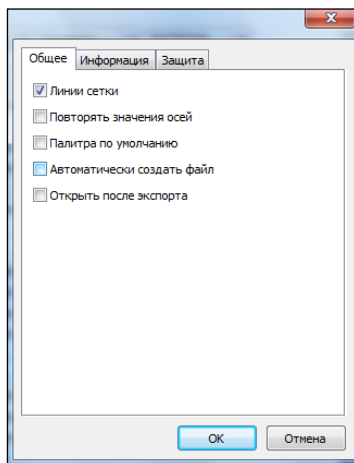 Общее Информация Защита
Линии сетки
Повторять значения осей
Палитра по умолчанию
Автоматически создать файл
Открыть после экспорта
OK Отмена